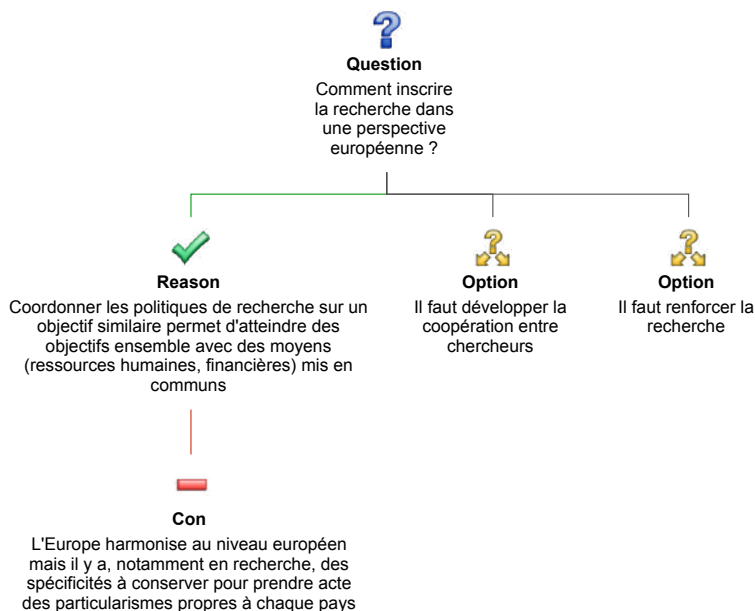 Question
Comment inscrire
la recherche dans
une perspective
européenne ?
Reason
Coordonner les politiques de recherche sur un
objectif similaire permet d'atteindre des
objectifs ensemble avec des moyens
(ressources humaines, financières) mis en
communs
Option
Il faut développer la
coopération entre
chercheurs
Option
Il faut renforcer la
recherche
Con
L'Europe harmonise au niveau européen
mais il y a, notamment en recherche, des
spécificités à conserver pour prendre acte
des particularismes propres à chaque pays